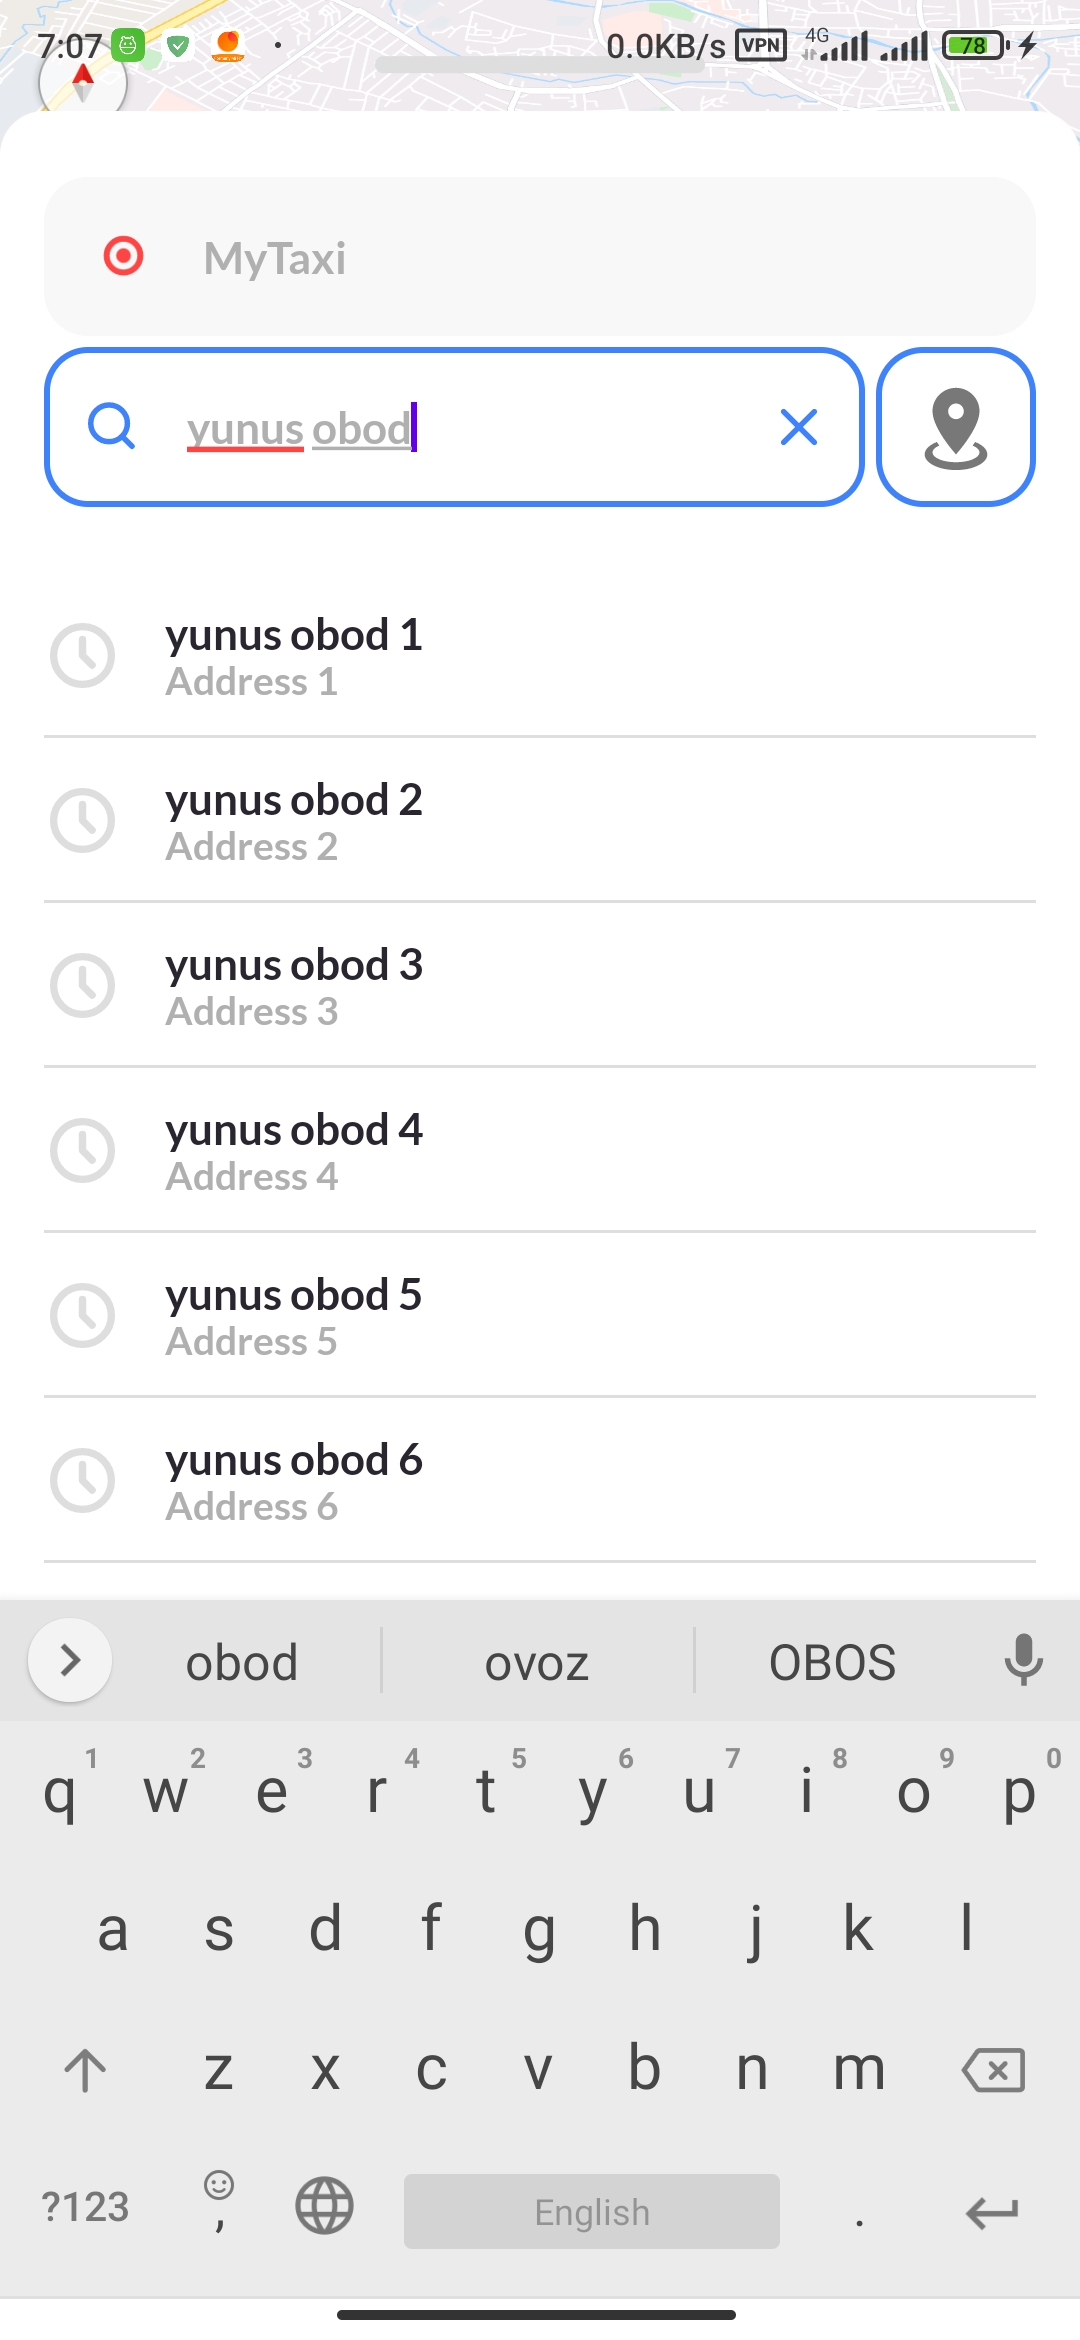 7:07 0.0KB/s VPN 4G 78
MyTaxi
yunus obod
yunus obod 1
Address 1
yunus obod 2
Address 2
yunus obod 3
Address 3
yunus obod 4
Address 4
yunus obod 5
Address 5
yunus obod 6
Address 6
obod ovoz OBOS
1 2 3 4 5 6 7 8 9 0
q w e r t y u i o p
a s d f g h j k l
z x c v b n m
?123 , English .